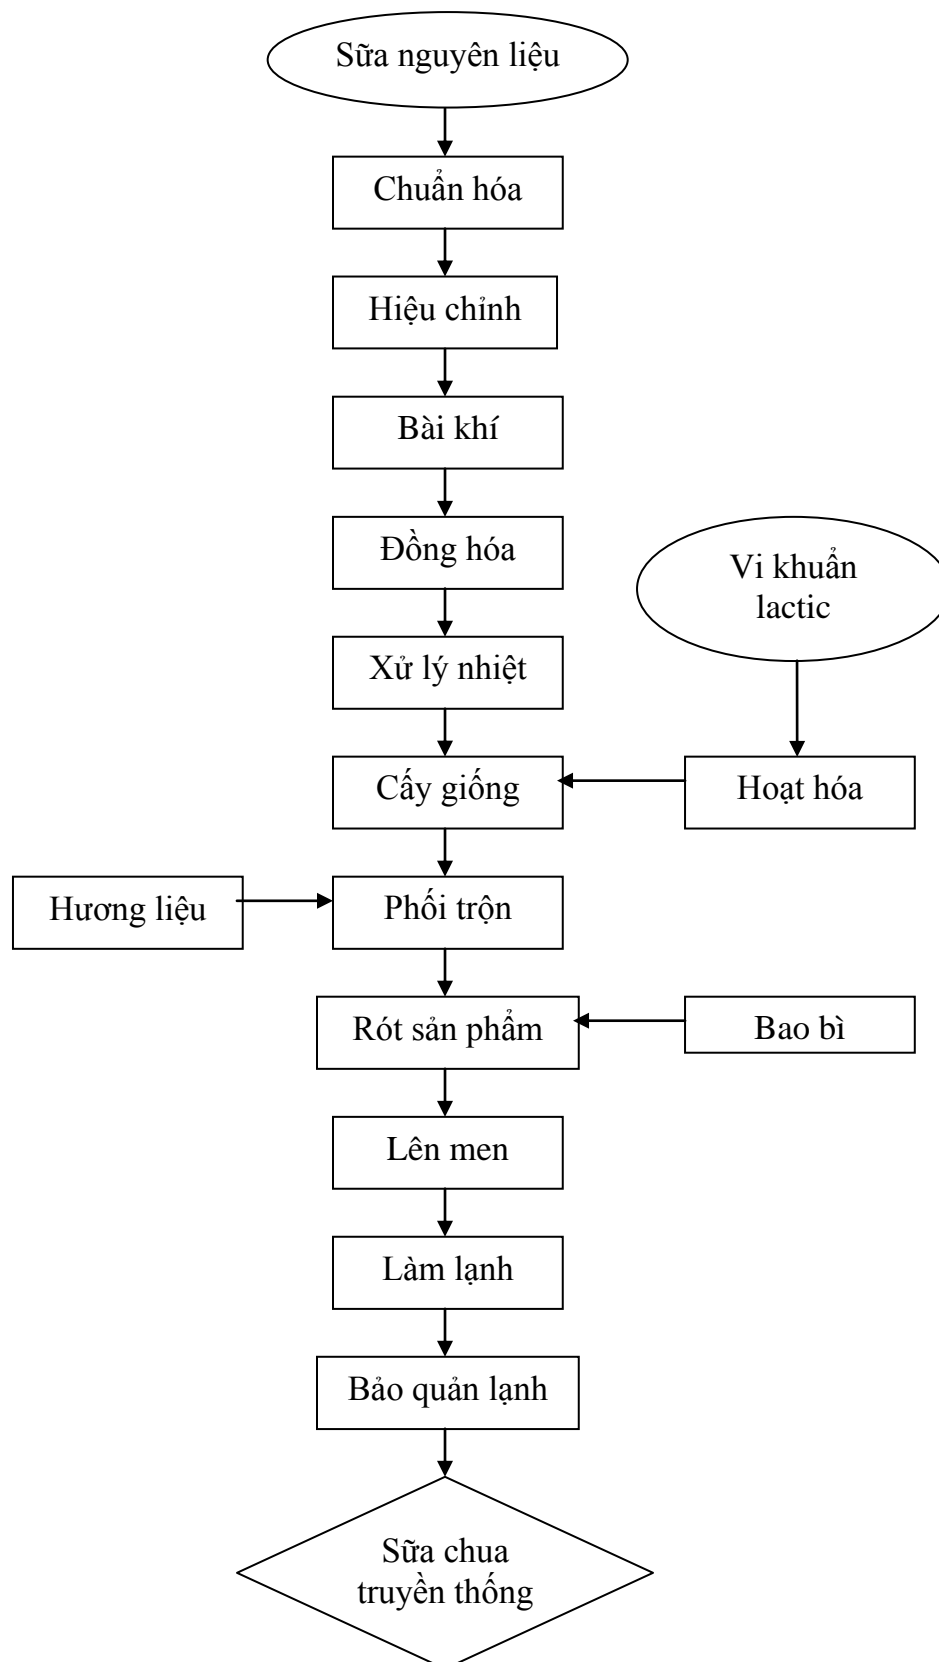 Sữa nguyên liệu
Chuẩn hóa
Hiệu chỉnh
Bài khí
Đồng hóa
Vi khuẩn
lactic
Xử lý nhiệt
Cấy giống
Hoạt hóa
Hương liệu
Phối trộn
Rót sản phẩm
Bao bì
Lên men
Làm lạnh
Bảo quản lạnh
Sữa chua
truyền thống